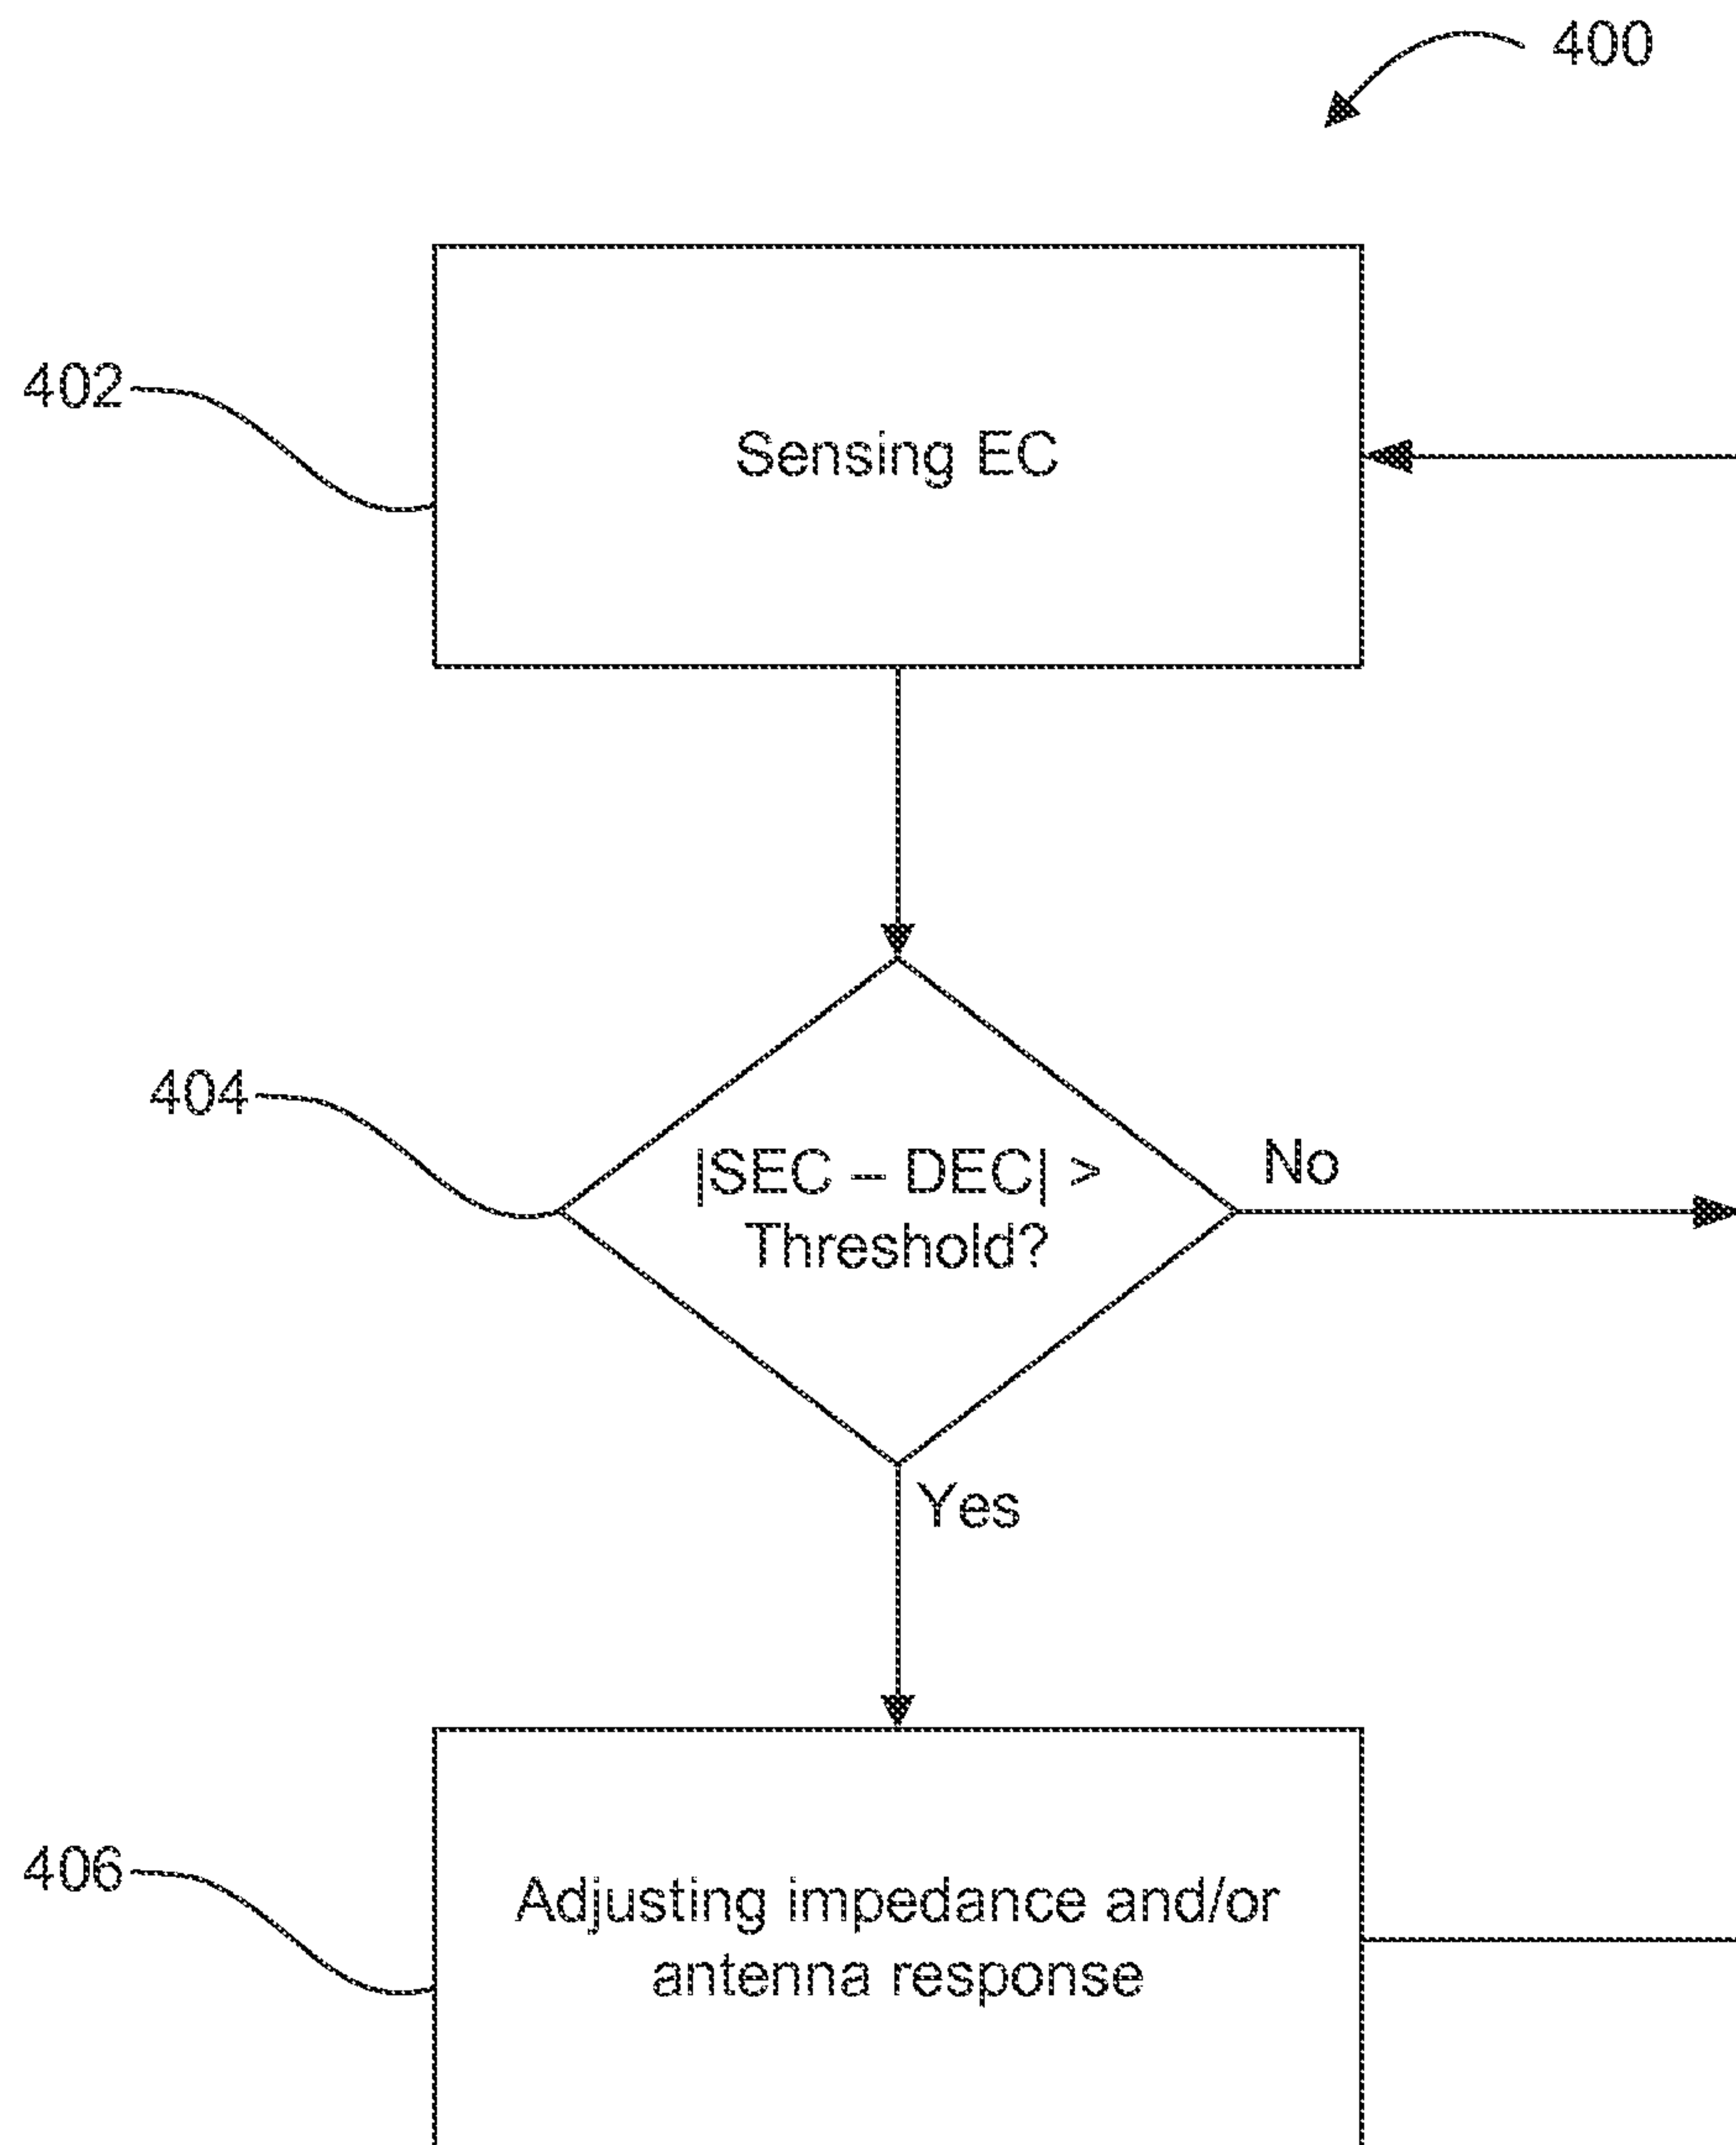 400
402
Sensing EC
404
|SEC – DEC| >
Threshold?
No
Yes
406
Adjusting impedance and/or
antenna response